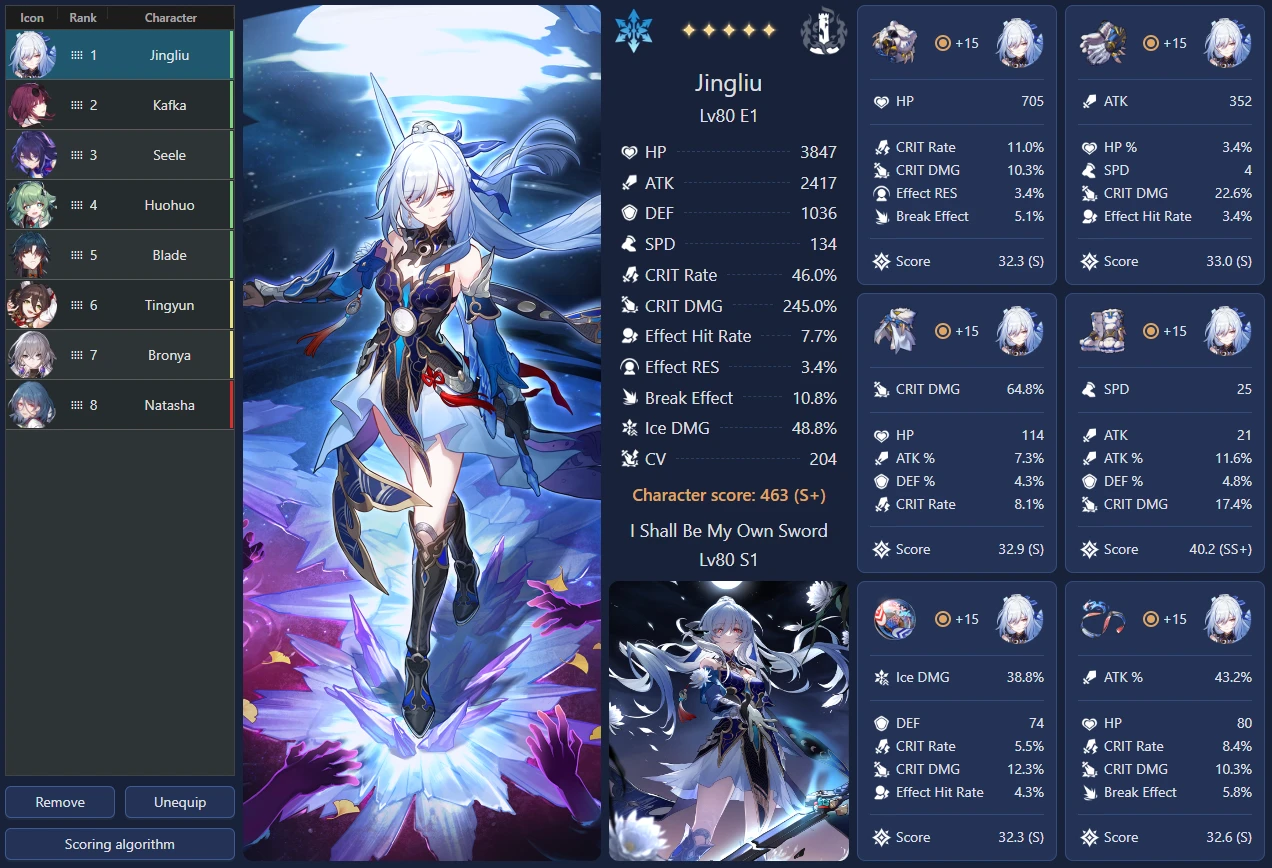 Icon Rank Character
1 Jingliu
2 Kafka
3 Seele
4 Huohuo
5 Blade
6 Tingyun
7 Bronya
8 Natasha
Remove Unequip
Scoring algorithm
Jingliu
Lv80 E1
HP 3847
ATK 2417
DEF 1036
SPD 134
CRIT Rate 46.0%
CRIT DMG 245.0%
Effect Hit Rate 7.7%
Effect RES 3.4%
Break Effect 10.8%
Ice DMG 48.8%
CV 204
Character score: 463 (S+)
I Shall Be My Own Sword
Lv80 S1
+15
HP 705
CRIT Rate 11.0%
CRIT DMG 10.3%
Effect RES 3.4%
Break Effect 5.1%
Score 32.3 (S)
+15
ATK 352
HP % 3.4%
SPD 4
CRIT DMG 22.6%
Effect Hit Rate 3.4%
Score 33.0 (S)
+15
CRIT DMG 64.8%
HP 114
ATK % 7.3%
DEF % 4.3%
CRIT Rate 8.1%
Score 32.9 (S)
+15
SPD 25
ATK 21
ATK % 11.6%
DEF % 4.8%
CRIT DMG 17.4%
Score 40.2 (SS+)
+15
Ice DMG 38.8%
DEF 74
CRIT Rate 5.5%
CRIT DMG 12.3%
Effect Hit Rate 4.3%
Score 32.3 (S)
+15
ATK % 43.2%
HP 80
CRIT Rate 8.4%
CRIT DMG 10.3%
Break Effect 5.8%
Score 32.6 (S)